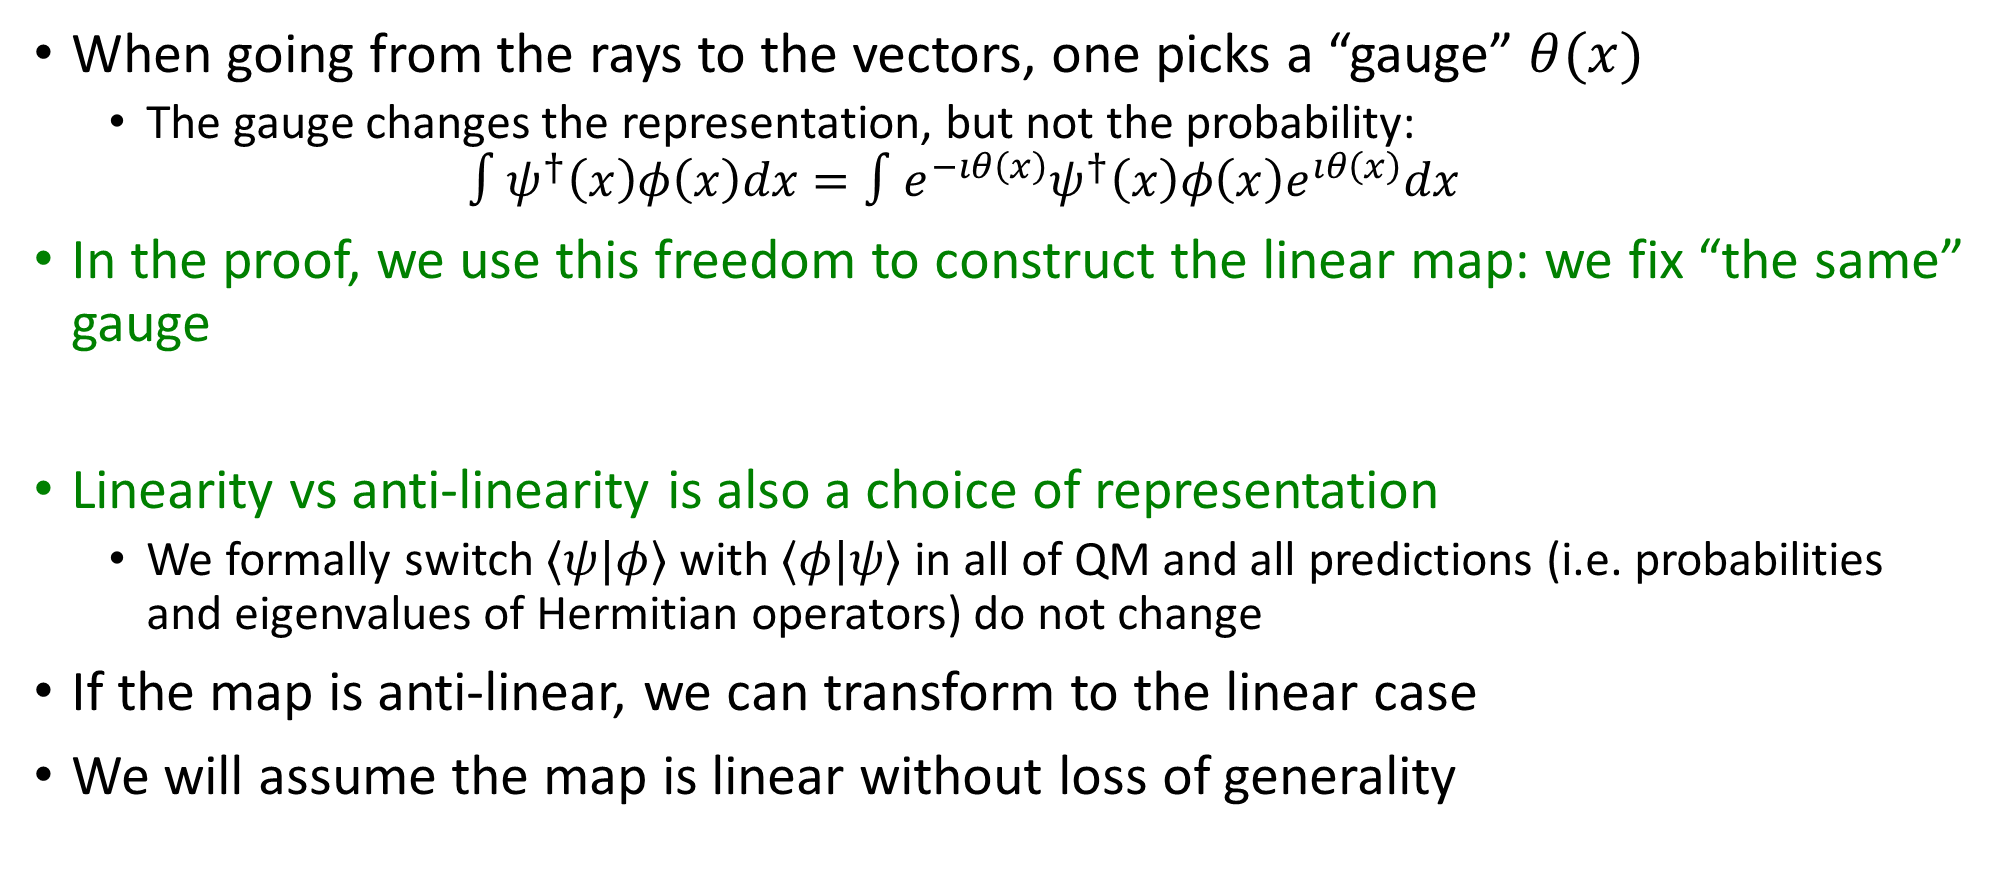 • When going from the rays to the vectors, one picks a “gauge” 𝜃(𝑥)
• The gauge changes the representation, but not the probability:
∫ 𝜓†(𝑥)𝜙(𝑥)𝑑𝑥 = ∫ 𝑒^{−𝚤𝜃(𝑥)}𝜓†(𝑥)𝜙(𝑥)𝑒^{𝚤𝜃(𝑥)}𝑑𝑥
• In the proof, we use this freedom to construct the linear map: we fix “the same”
gauge
• Linearity vs anti-linearity is also a choice of representation
• We formally switch ⟨𝜓|𝜙⟩ with ⟨𝜙|𝜓⟩ in all of QM and all predictions (i.e. probabilities
and eigenvalues of Hermitian operators) do not change
• If the map is anti-linear, we can transform to the linear case
• We will assume the map is linear without loss of generality